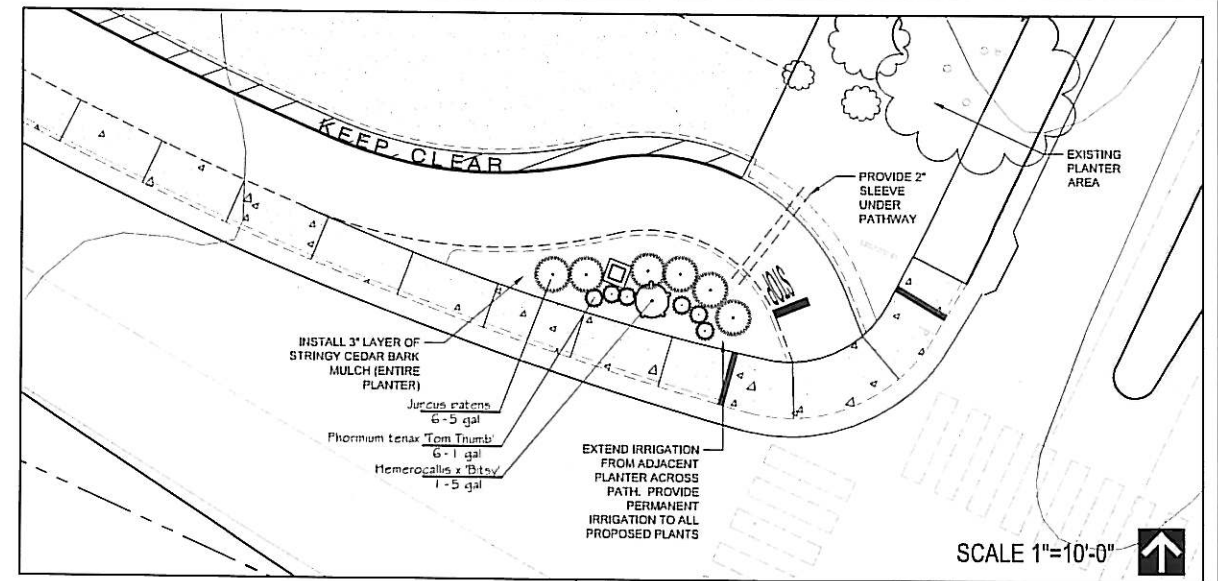 KEEP CLEAR
EXISTING
PLANTER
AREA
PROVIDE 2"
SLEEVE
UNDER
PATHWAY
STOP
INSTALL 3" LAYER OF
STRINGY CEDAR BARK
MULCH (ENTIRE
PLANTER)
Juncus patens
6-5 gal
Phormium tenax 'Tom Thumb'
6-1 gal
Hemerocallis x 'Bitsy'
1-5 gal
EXTEND IRRIGATION
FROM ADJACENT
PLANTER ACROSS
PATH. PROVIDE
PERMANENT
IRRIGATION TO ALL
PROPOSED PLANTS
SCALE 1"=10'-0"